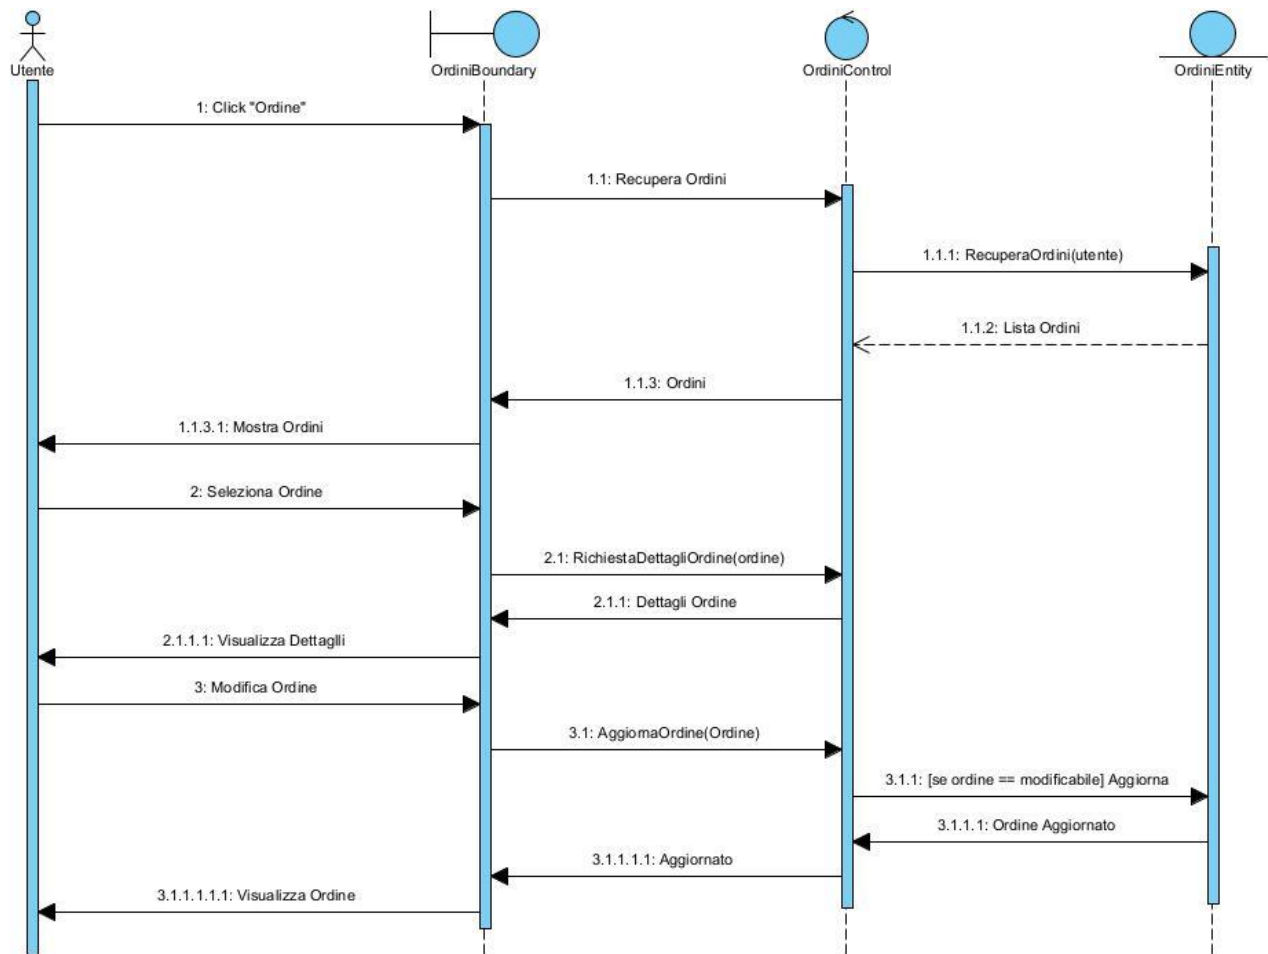 Utente
OrdiniBoundary
OrdiniControl
OrdiniEntity
1: Click "Ordine"
1.1: Recupera Ordini
1.1.1: RecuperaOrdini(utente)
1.1.2: Lista Ordini
1.1.3: Ordini
1.1.3.1: Mostra Ordini
2: Seleziona Ordine
2.1: RichiestaDettagliOrdine(ordine)
2.1.1: Dettagli Ordine
2.1.1.1: Visualizza Dettaglli
3: Modifica Ordine
3.1: AggiornaOrdine(Ordine)
3.1.1: [se ordine == modificabile] Aggiorna
3.1.1.1: Ordine Aggiornato
3.1.1.1.1: Aggiornato
3.1.1.1.1.1: Visualizza Ordine